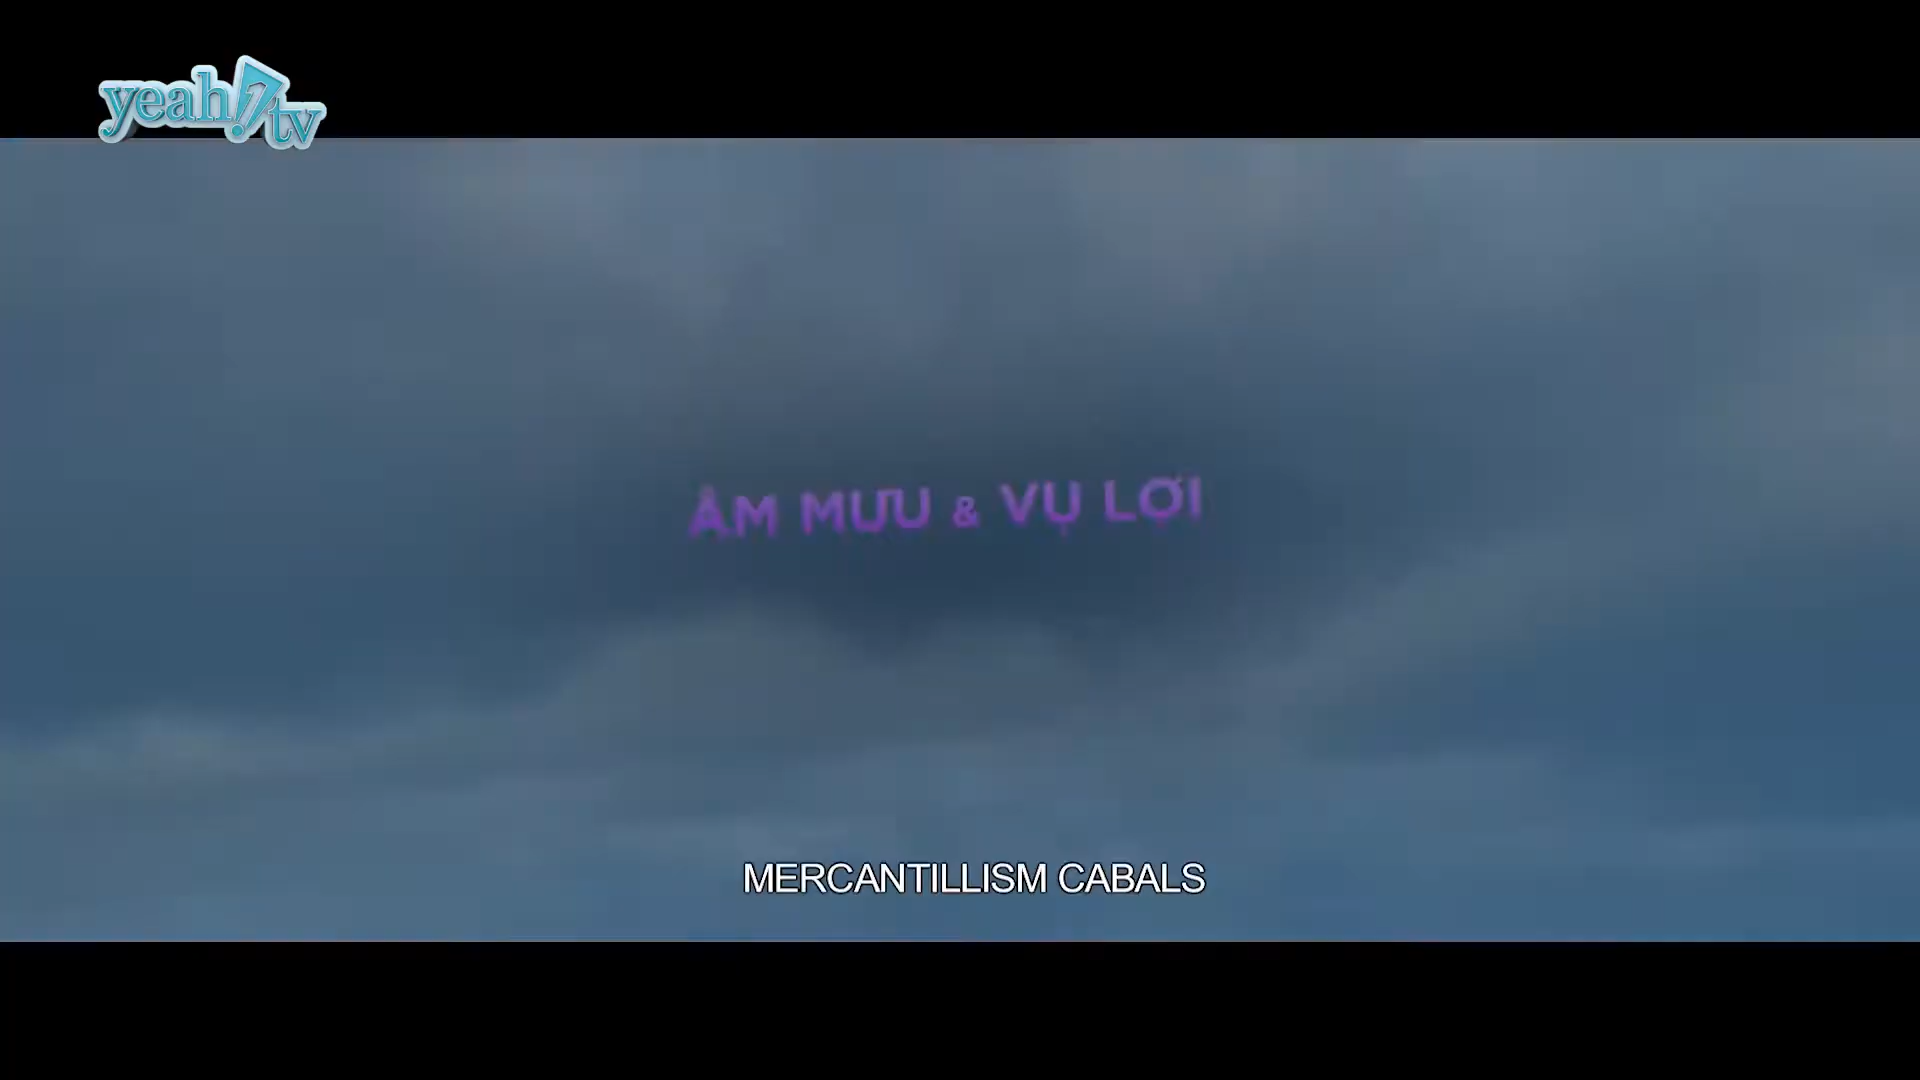 yeah1tv
ÂM MƯU & VỤ LỢI
MERCANTILLISM CABALS